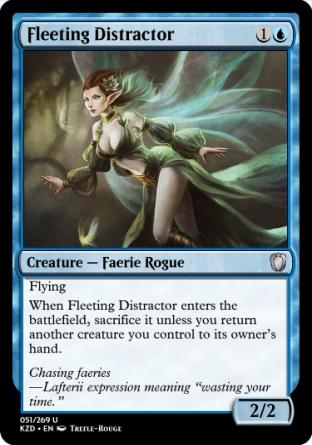 Fleeting Distractor 1
Creature — Faerie Rogue
Flying
When Fleeting Distractor enters the
battlefield, sacrifice it unless you return
another creature you control to its owner's
hand.
Chasing faeries
—Lafterii expression meaning “wasting your
time.”
2/2
051/269 U
KZD • EN Trefle-Rouge